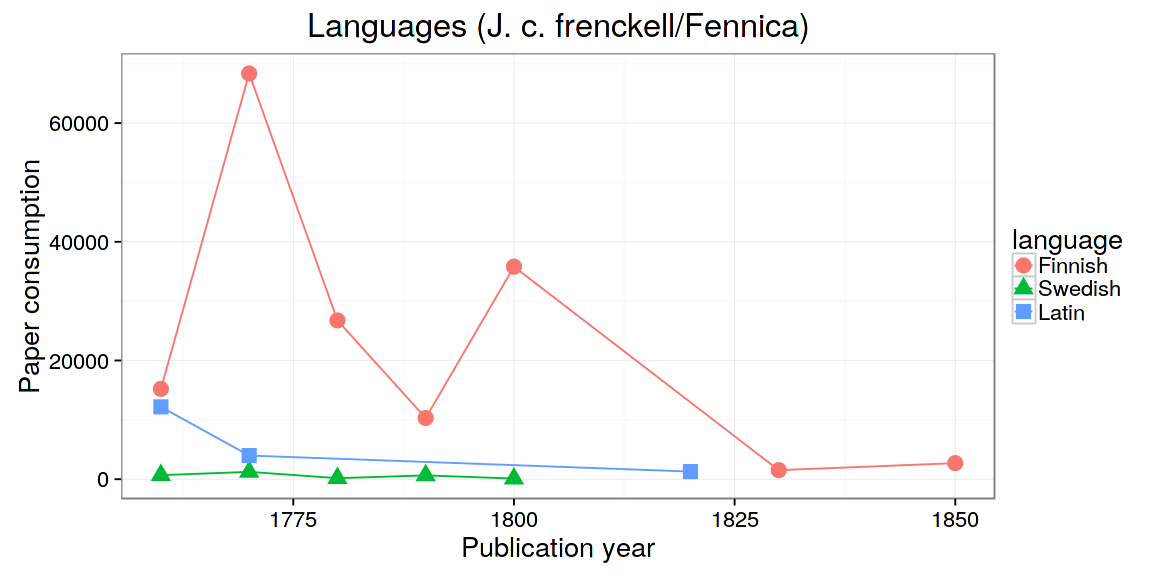 Languages (J. c. frenckell/Fennica)
Paper consumption
60000
40000
20000
0
1775
1800
1825
1850
Publication year
language
Finnish
Swedish
Latin